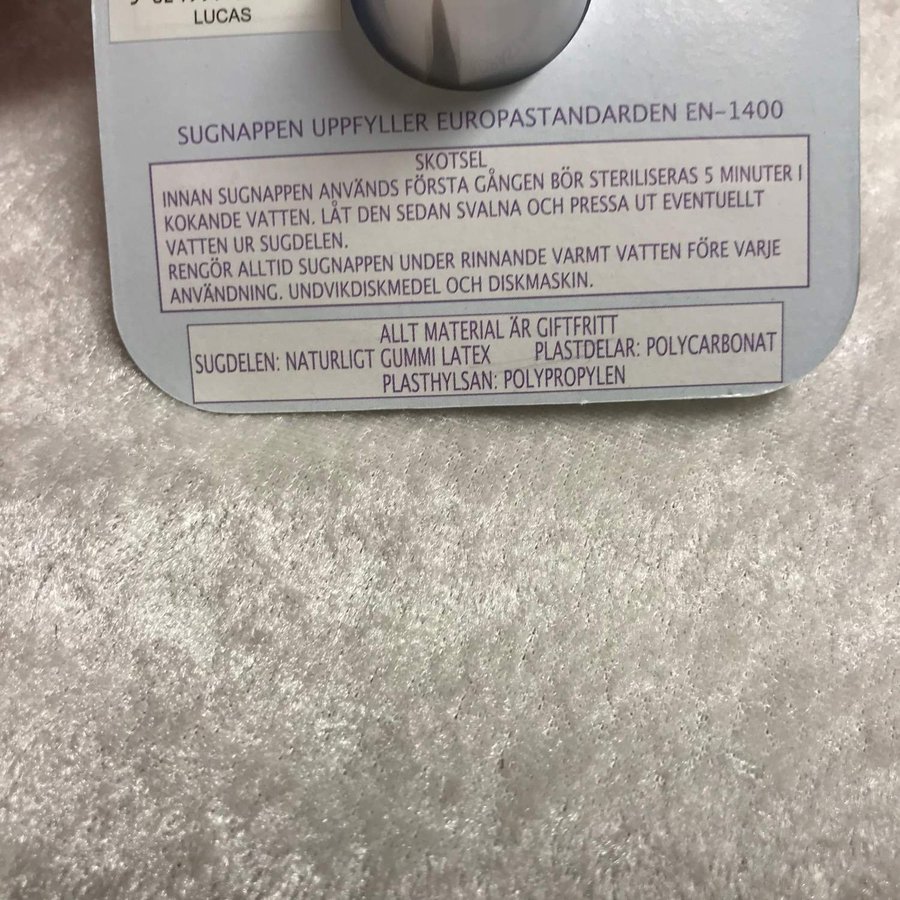 LUCAS
SUGNAPPEN UPPFYLLER EUROPASTANDARDEN EN-1400
SKOTSEL
INNAN SUGNAPPEN ANVÄNDS FÖRSTA GÅNGEN BÖR STERILISERAS 5 MINUTER I
KOKANDE VATTEN. LÅT DEN SEDAN SVALNA OCH PRESSA UT EVENTUELLT
VATTEN UR SUGDELEN.
RENGÖR ALLTID SUGNAPPEN UNDER RINNANDE VARMT VATTEN FÖRE VARJE
ANVÄNDNING. UNDVIKDISKMEDEL OCH DISKMASKIN.
ALLT MATERIAL ÄR GIFTFRITT
SUGDELEN: NATURLIGT GUMMI LATEX PLASTDELAR: POLYCARBONAT
PLASTHYLSAN: POLYPROPYLEN